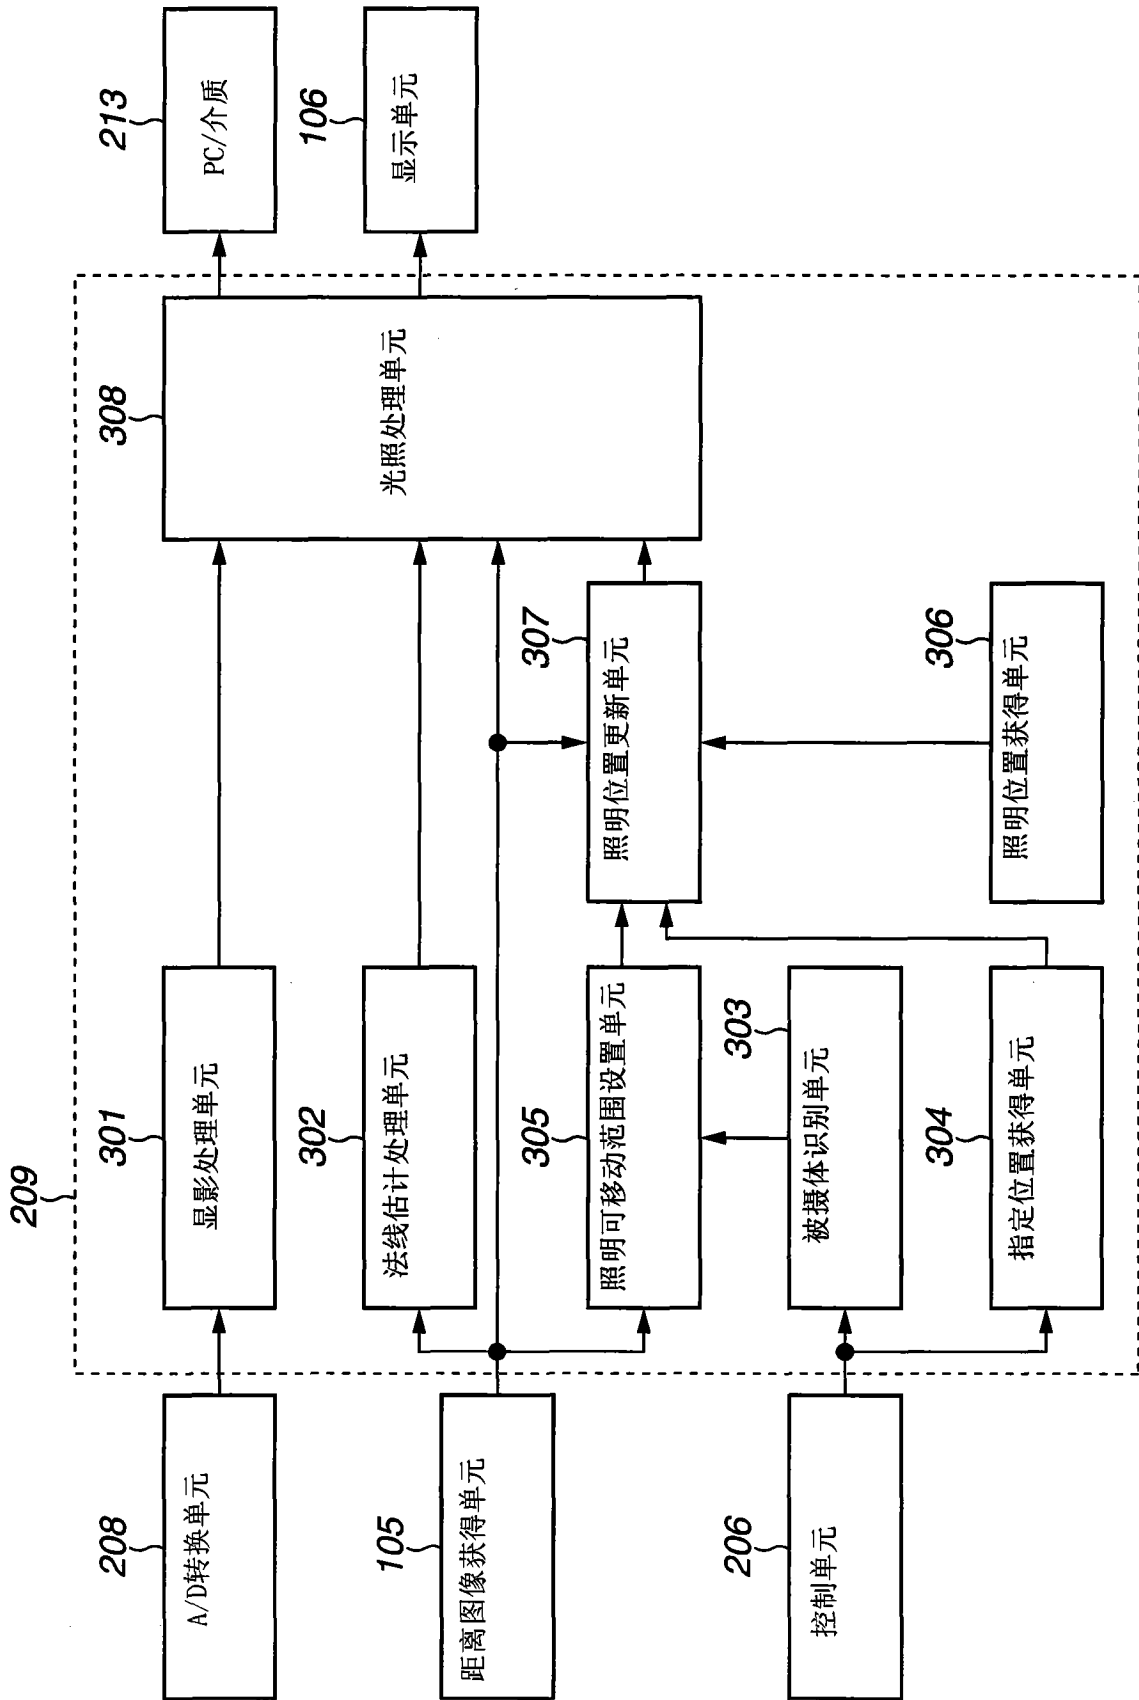 209
208
A/D转换单元
105
距离图像获得单元
206
控制单元
301
显影处理单元
302
法线估计处理单元
305
照明可移动范围设置单元
303
被摄体识别单元
304
指定位置获得单元
307
照明位置更新单元
306
照明位置获得单元
308
光照处理单元
213
PC/介质
106
显示单元